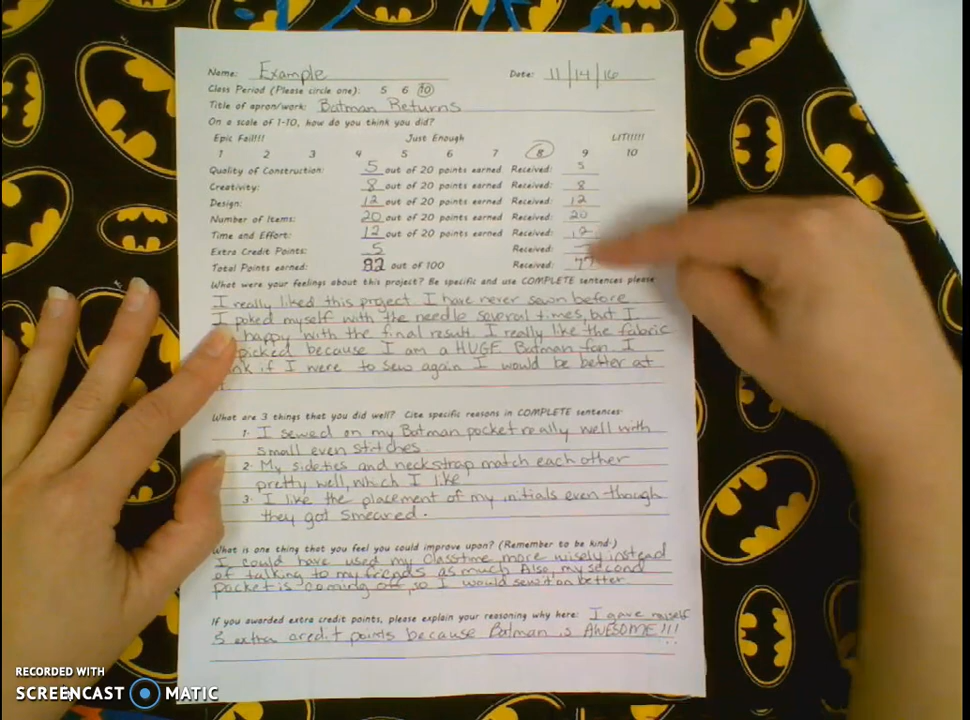 Name: Example Date: 11/14/16
Class Period (Please circle one): 5 6 10
Title of apron/work: Batman Returns
On a scale of 1-10, how do you think you did?
Epic Fail!!! Just Enough LIT!!!!!
1 2 3 4 5 6 7 8 9 10
Quality of Construction: 5 out of 20 points earned Received: 5
Creativity: 8 out of 20 points earned Received: 8
Design: 12 out of 20 points earned Received: 12
Number of Items: 20 out of 20 points earned Received: 20
Time and Effort: 12 out of 20 points earned Received: 12
Extra Credit Points: 5 Received:
Total Points earned: 82 out of 100 Received: 77
What were your feelings about this project? Be specific and use COMPLETE sentences please
I really liked this project I have never sewn before
I poked myself with the needle several times, but I
happy with the final result. I really like the fabric
picked because I am a HUGE Batman fan. I
if I were to sew again I would be better at
What are 3 things that you did well? Cite specific reasons in COMPLETE sentences.
1. I sewed on my Batman pocket really well with
small even stitches.
2. My side ties and neckstrap match each other
pretty well, which I like
3. I like the placement of my initials even though
they got smeared.
What is one thing that you feel you could improve upon? (Remember to be kind.)
I could have used my classtime more wisely instead
of talking to my friends as much. Also, my second
pocket is coming off, so I would sew it on better
If you awarded extra credit points, please explain your reasoning why here: I gave myself
5 extra credit points because Batman is AWESOME!!!
RECORDED WITH
SCREENCAST MATIC